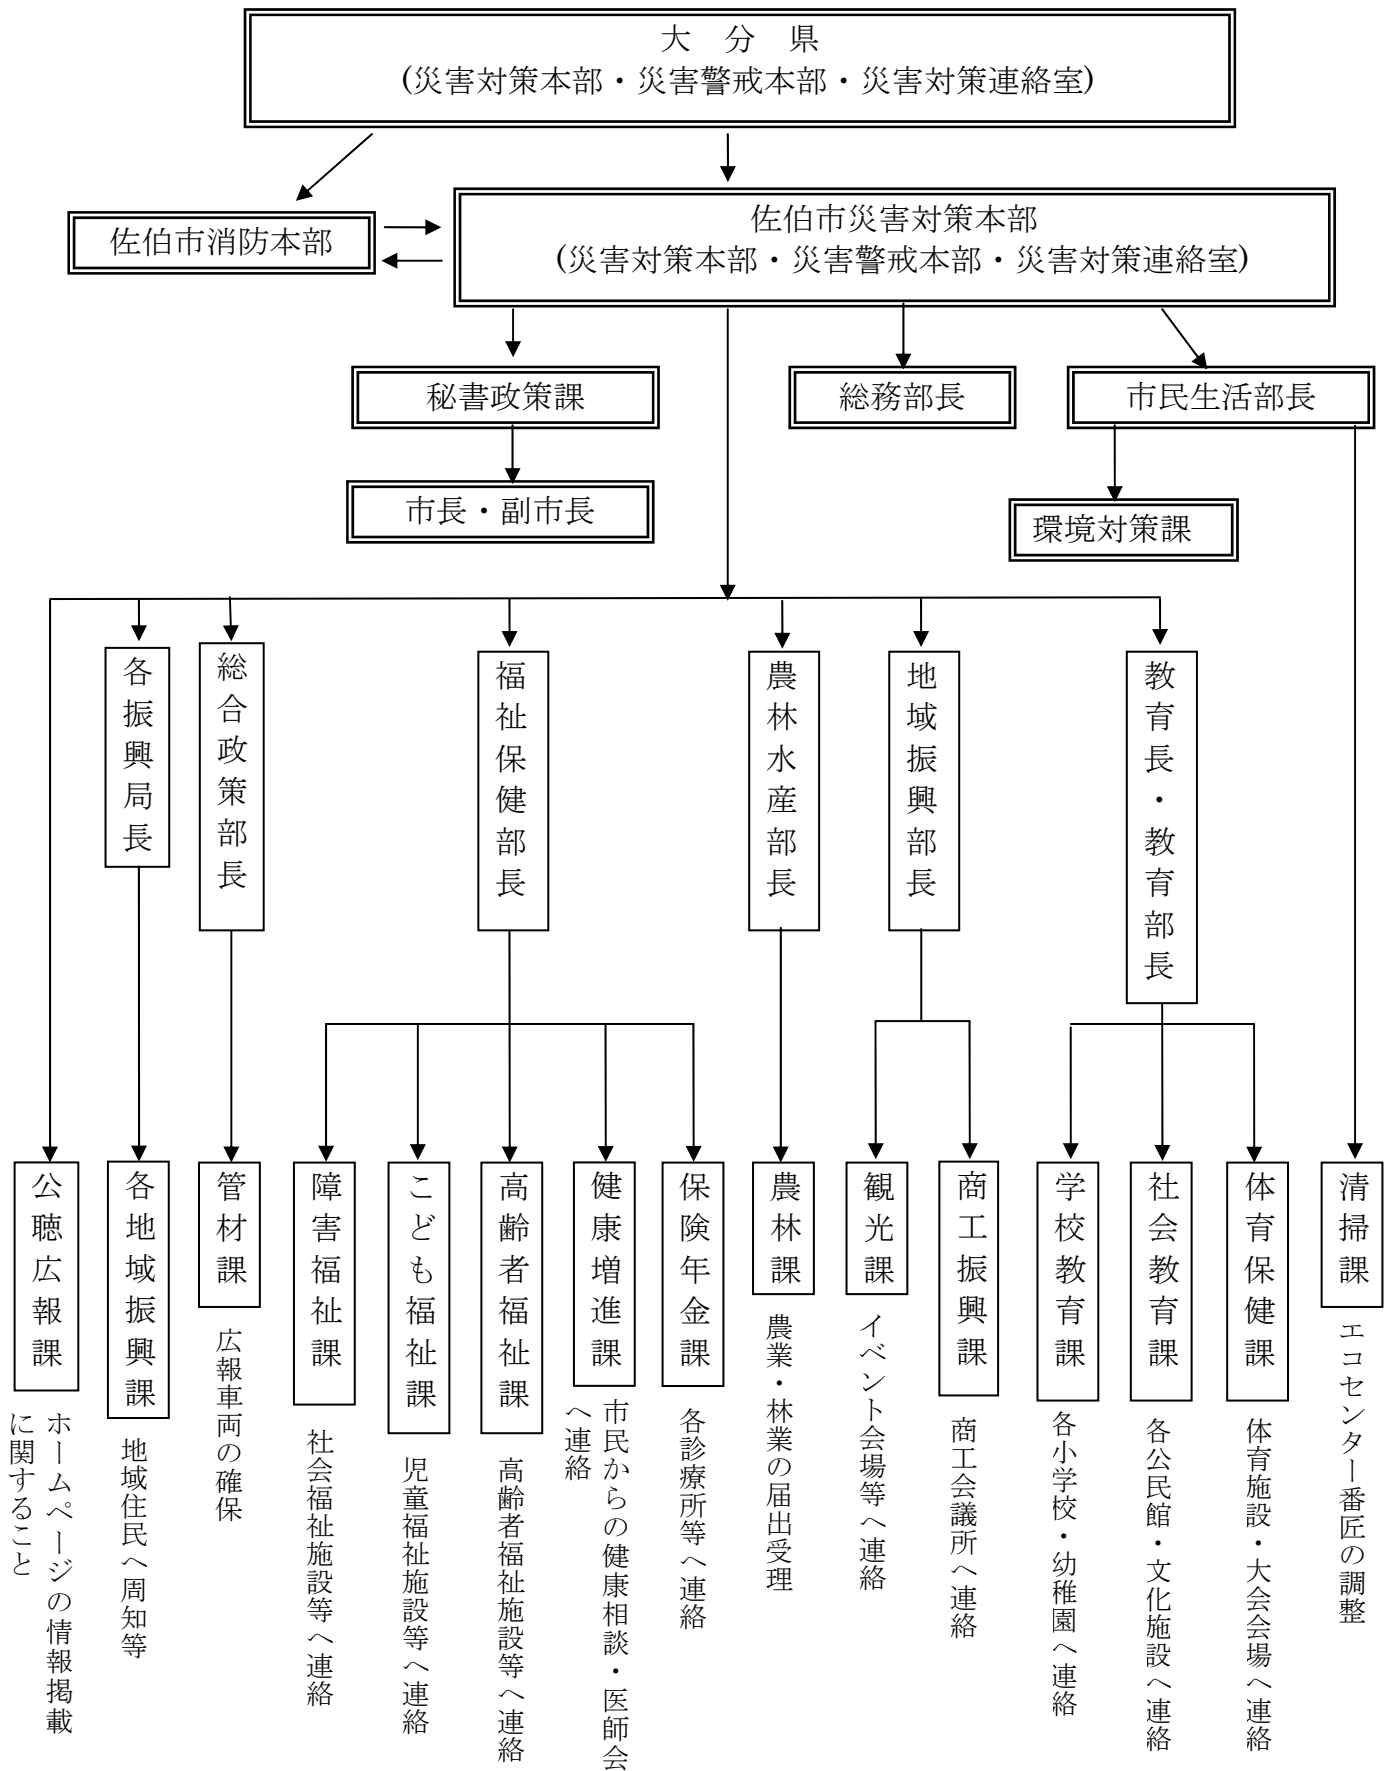 大 分 県
(災害対策本部・災害警戒本部・災害対策連絡室)
佐伯市消防本部
佐伯市災害対策本部
(災害対策本部・災害警戒本部・災害対策連絡室)
秘書政策課
総務部長
市民生活部長
市長・副市長
環境対策課
各振興局長
総合政策部長
福祉保健部長
農林水産部長
地域振興部長
教育長・教育部長
公聴広報課
ホームページの情報掲載
に関すること
各地域振興課
地域住民へ周知等
管材課
広報車両の確保
障害福祉課
社会福祉施設等へ連絡
こども福祉課
児童福祉施設等へ連絡
高齢者福祉課
高齢者福祉施設等へ連絡
健康増進課
市民からの健康相談・医師会
へ連絡
保険年金課
各診療所等へ連絡
農林課
農業・林業の届出受理
観光課
イベント会場等へ連絡
商工振興課
商工会議所へ連絡
学校教育課
各小学校・幼稚園へ連絡
社会教育課
各公民館・文化施設へ連絡
体育保健課
体育施設・大会会場へ連絡
清掃課
エコセンター番匠の調整